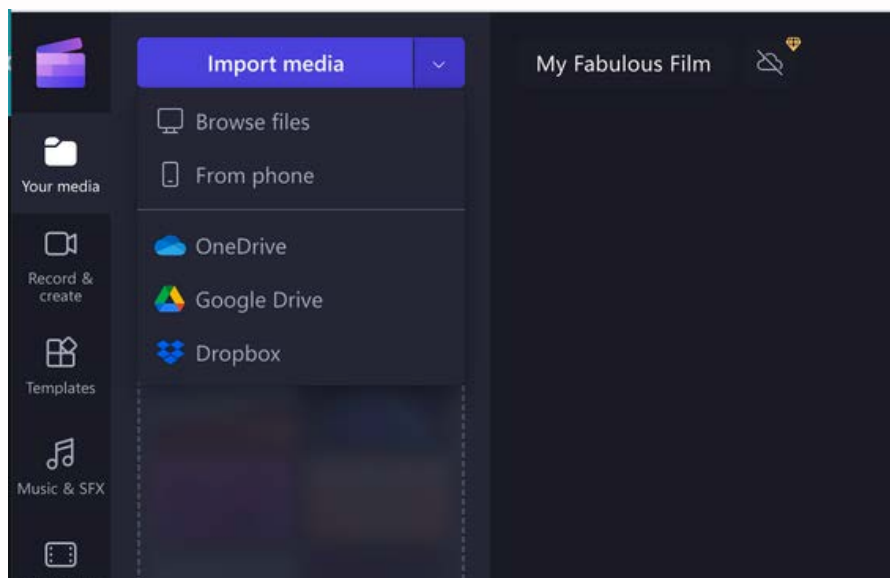 Import media
My Fabulous Film
Browse files
From phone
Your media
OneDrive
Record &
create
Google Drive
Dropbox
Templates
Music & SFX